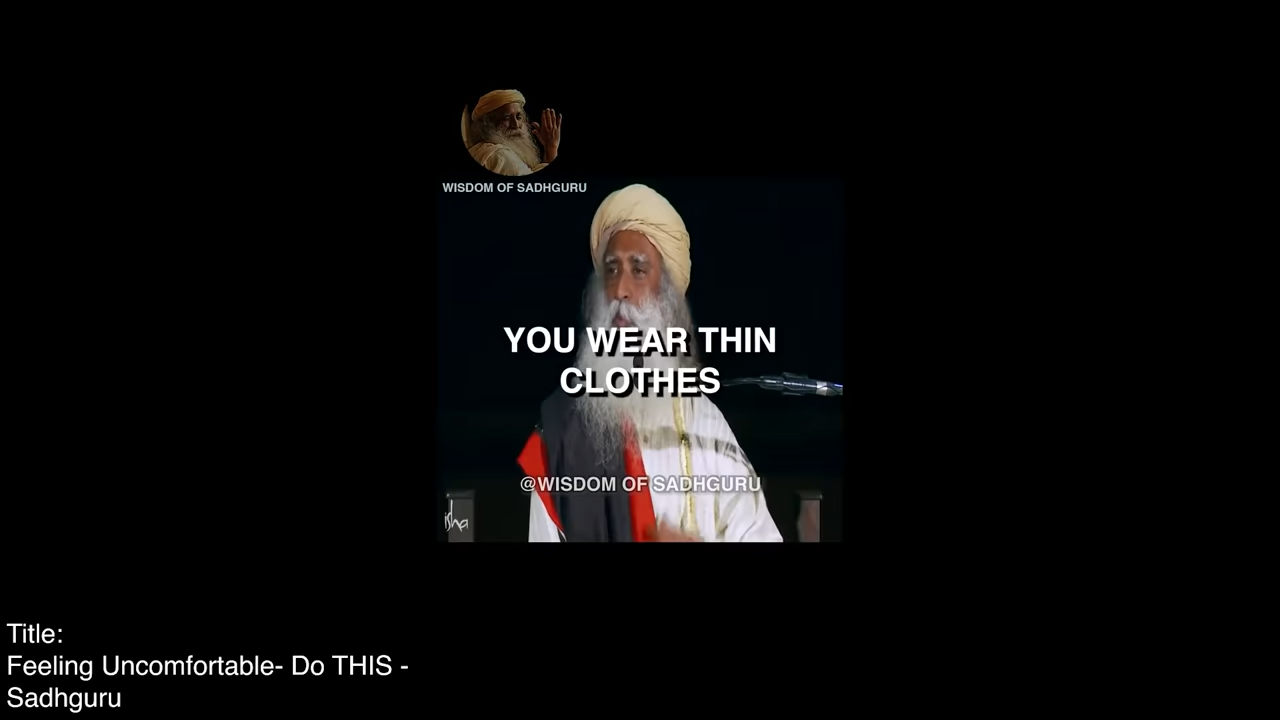 WISDOM OF SADHGURU
YOU WEAR THIN
CLOTHES
@WISDOM OF SADHGURU
isha
Title:
Feeling Uncomfortable- Do THIS -
Sadhguru